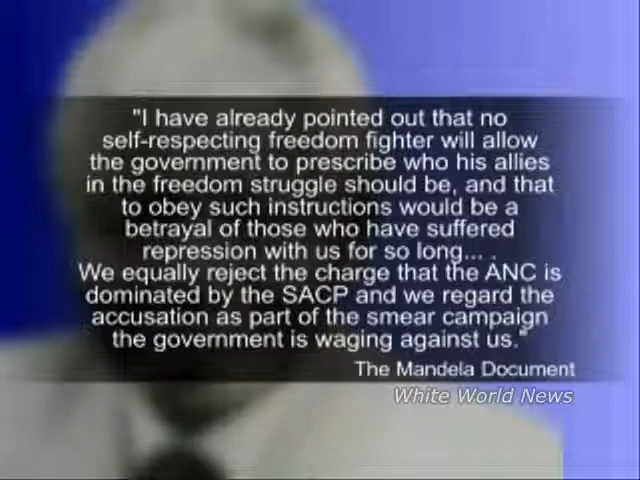 "I have already pointed out that no
self-respecting freedom fighter will allow
the government to prescribe who his allies
in the freedom struggle should be, and that
to obey such instructions would be a
betrayal of those who have suffered
repression with us for so long... .
We equally reject the charge that the ANC is
dominated by the SACP and we regard the
accusation as part of the smear campaign
the government is waging against us."
The Mandela Document
White World News